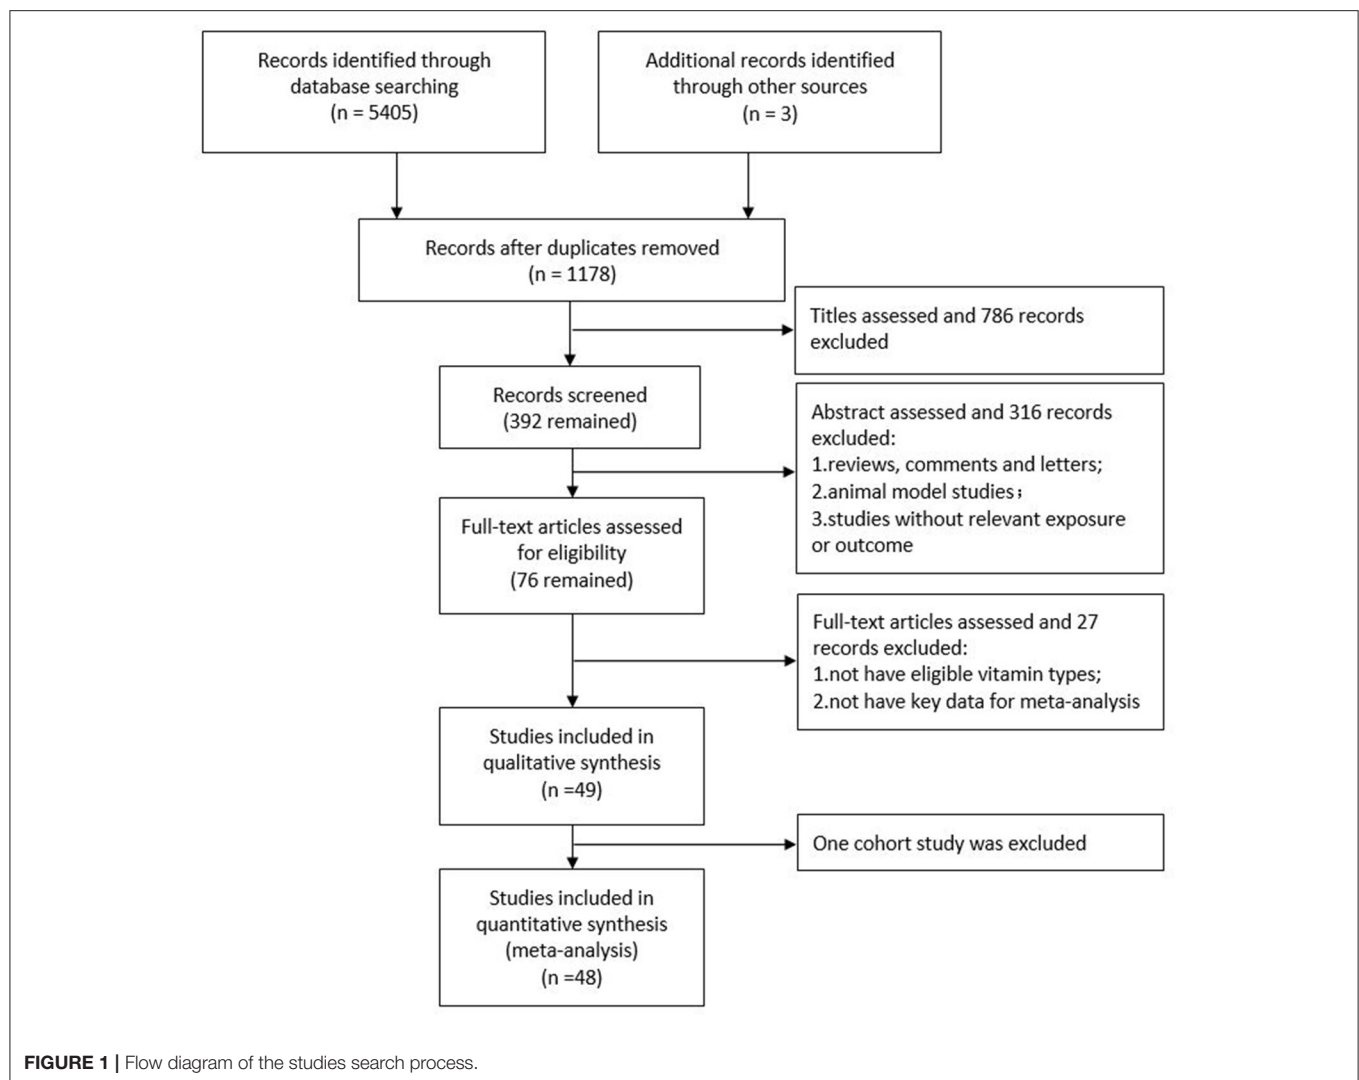 Records identified through
database searching
(n = 5405)
Additional records identified
through other sources
(n = 3)
Records after duplicates removed
(n = 1178)
Titles assessed and 786 records
excluded
Records screened
(392 remained)
Abstract assessed and 316 records
excluded:
1.reviews, comments and letters;
2.animal model studies；
3.studies without relevant exposure
or outcome
Full-text articles assessed
for eligibility
(76 remained)
Full-text articles assessed and 27
records excluded:
1.not have eligible vitamin types;
2.not have key data for meta-analysis
Studies included in
qualitative synthesis
(n =49)
One cohort study was excluded
Studies included in
quantitative synthesis
(meta-analysis)
(n =48)
FIGURE 1 | Flow diagram of the studies search process.